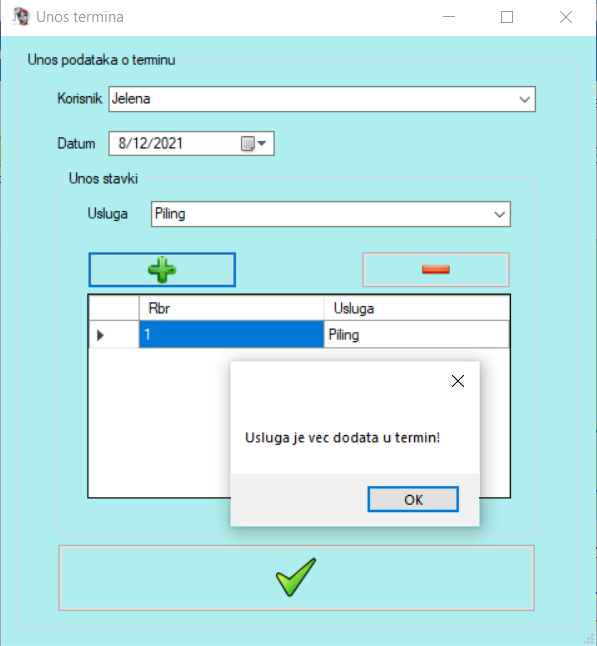 Unos termina
Unos podataka o terminu
Korisnik Jelena
Datum 8/12/2021
Unos stavki
Usluga Piling
Rbr Usluga
1 Piling
Usluga je vec dodata u termin!
OK